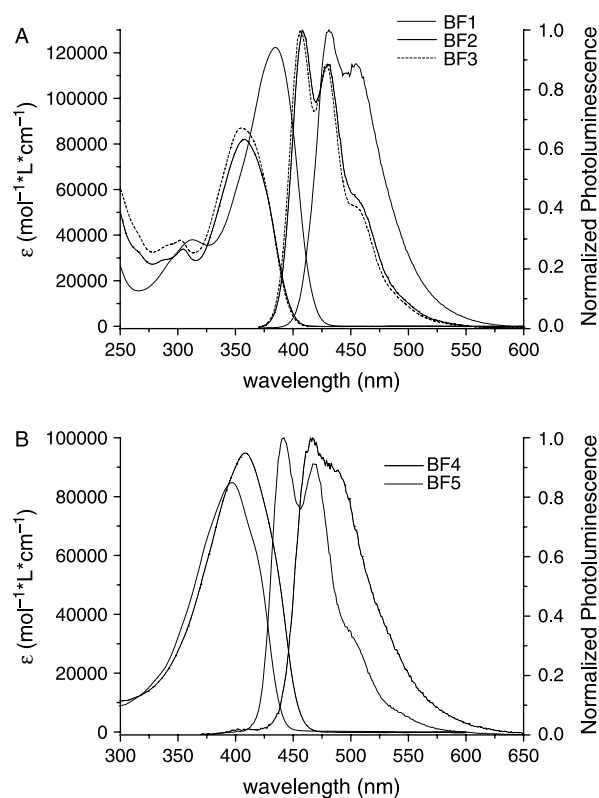 A
BF1
BF2
BF3
120000
100000
80000
60000
40000
20000
0
ε (mol⁻¹*L*cm⁻¹)
1.0
0.8
0.6
0.4
0.2
0.0
Normalized Photoluminescence
250 300 350 400 450 500 550 600
wavelength (nm)
B
BF4
BF5
100000
80000
60000
40000
20000
0
ε (mol⁻¹*L*cm⁻¹)
1.0
0.8
0.6
0.4
0.2
0.0
Normalized Photoluminescence
300 350 400 450 500 550 600 650
wavelength (nm)